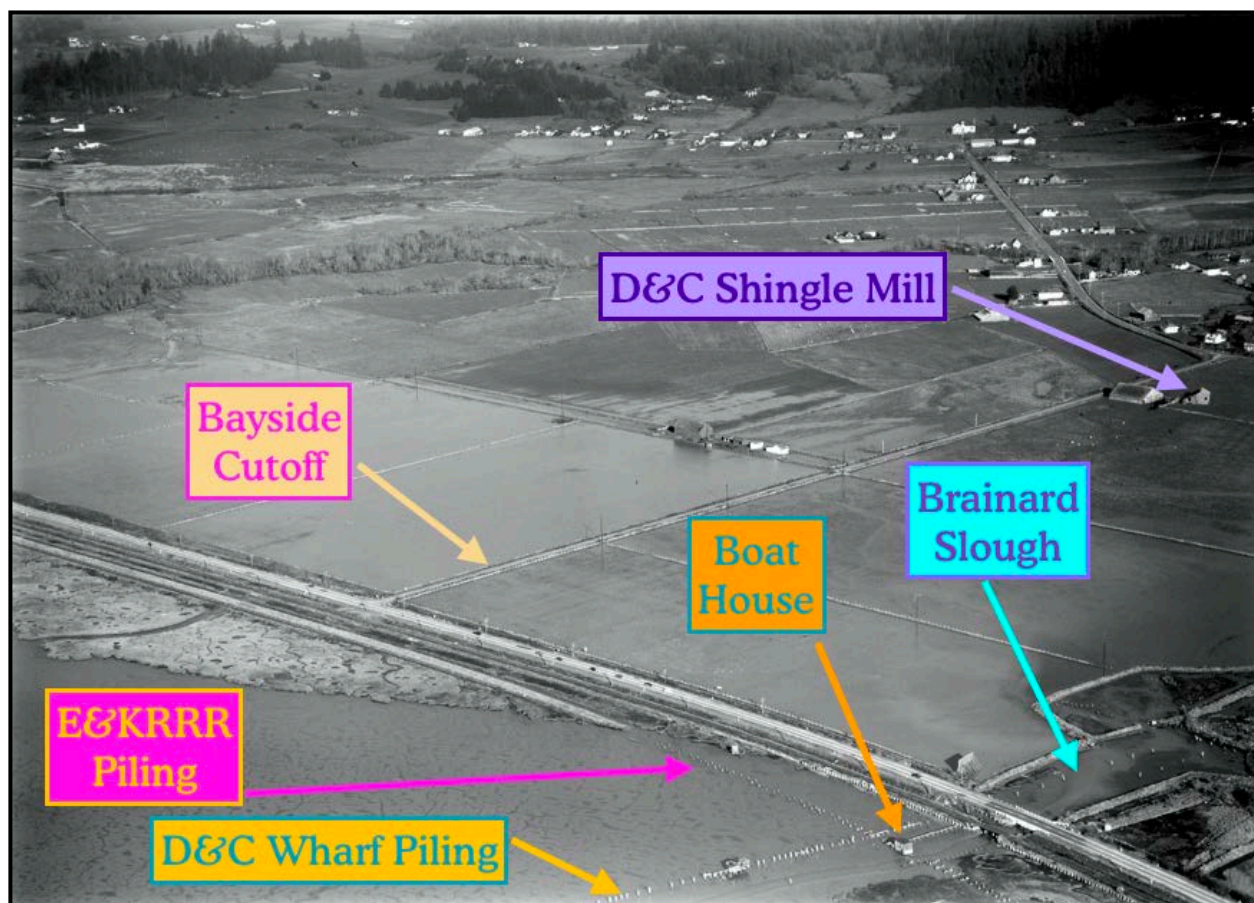 D&C Shingle Mill
Bayside
Cutoff
Brainard
Slough
Boat
House
E&KRRR
Piling
D&C Wharf Piling